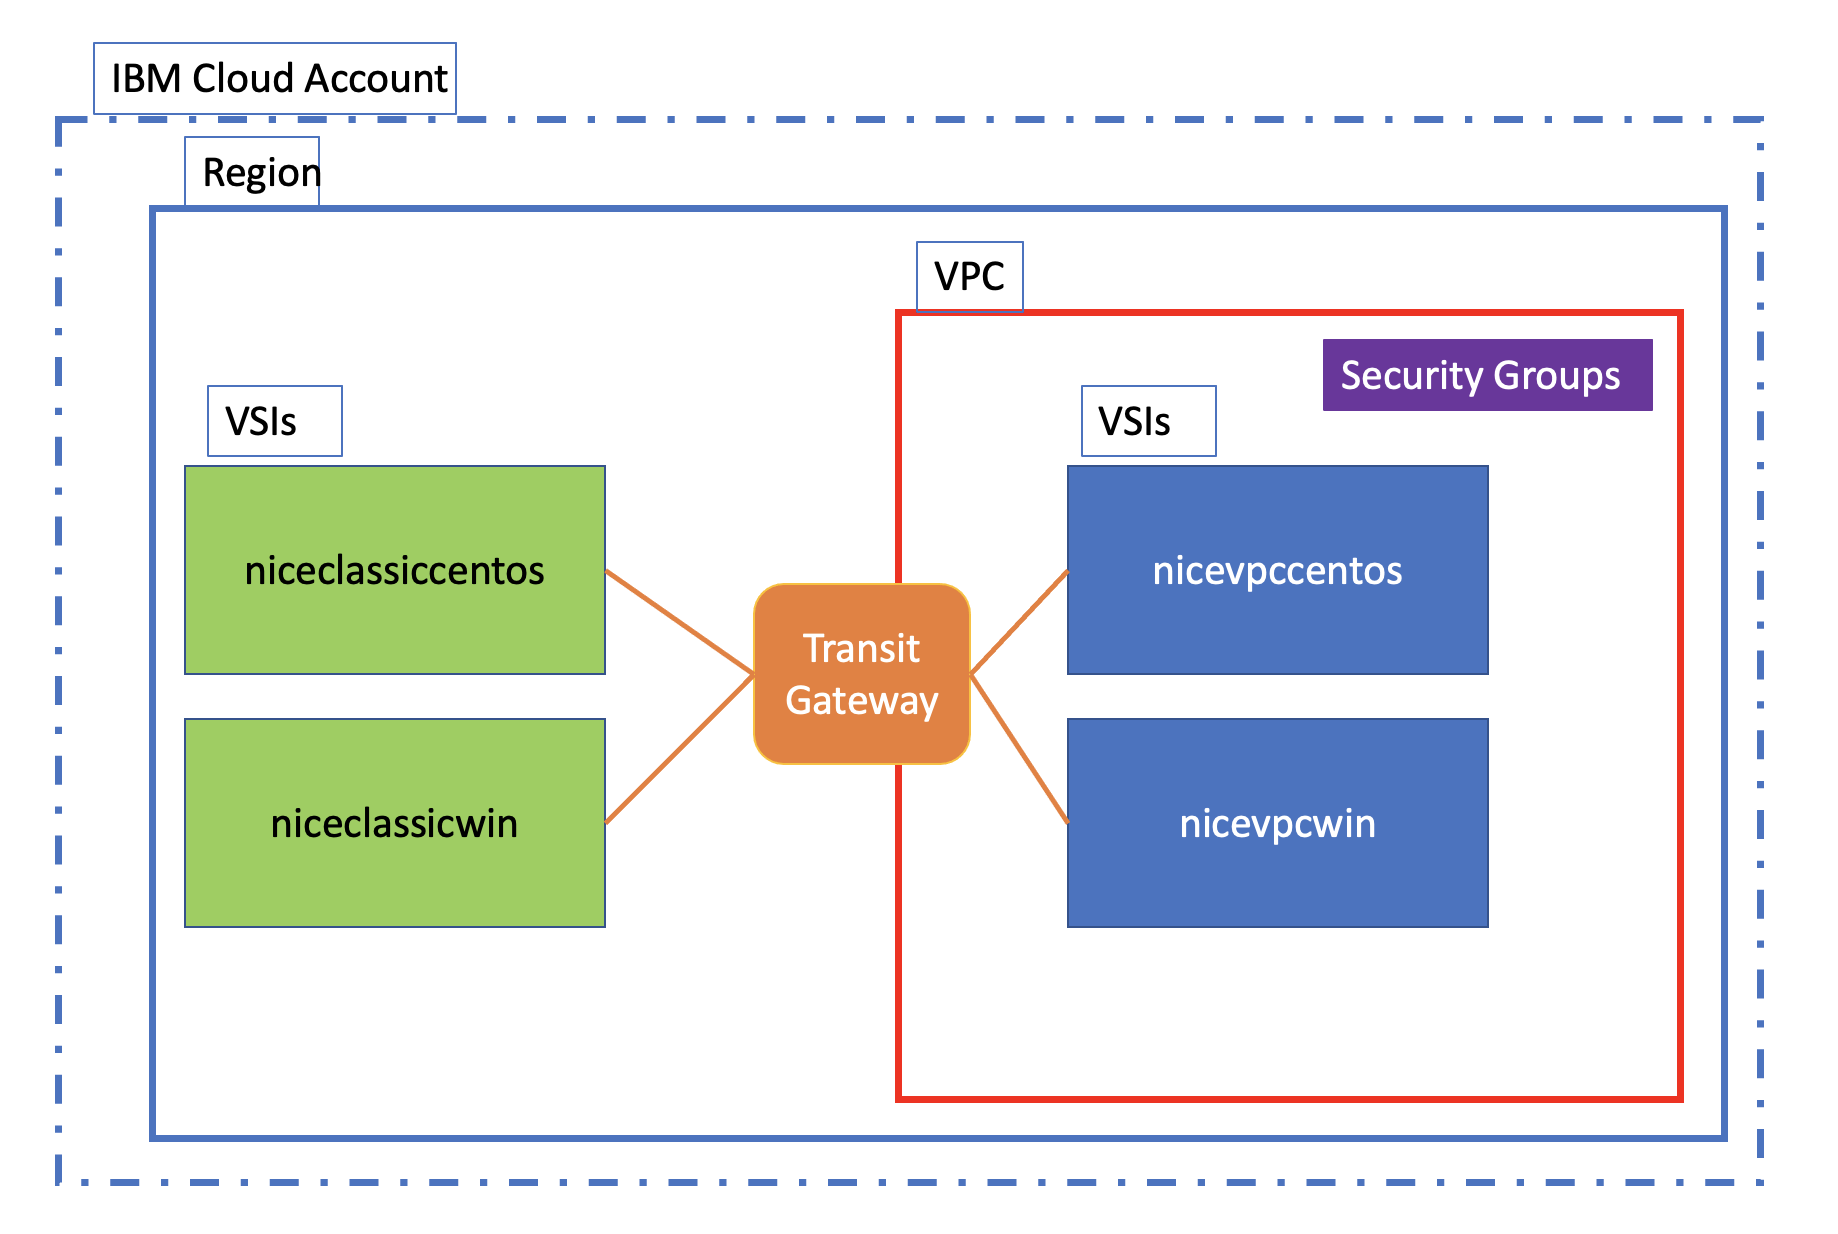 IBM Cloud Account
Region
VPC
Security Groups
VSIs
VSIs
niceclassiccentos
nicevpccentos
Transit
Gateway
niceclassicwin
nicevpcwin